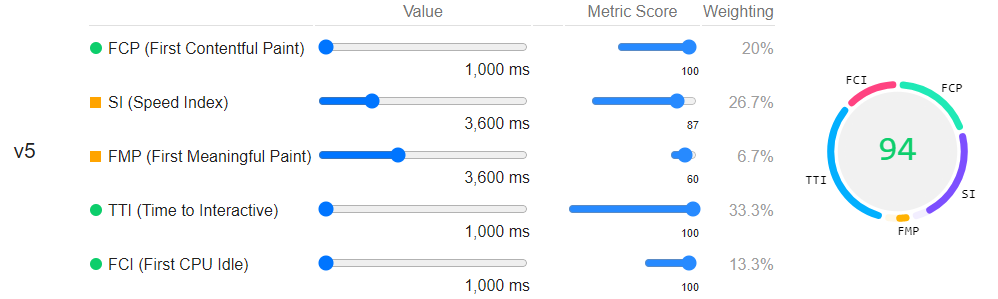 Value Metric Score Weighting
FCP (First Contentful Paint) 20%
1,000 ms 100
SI (Speed Index) 26.7%
3,600 ms 87
v5 FMP (First Meaningful Paint) 6.7%
3,600 ms 60
TTI (Time to Interactive) 33.3%
1,000 ms 100
FCI (First CPU Idle) 13.3%
1,000 ms 100
FCI
FCP
94
TTI
SI
FMP